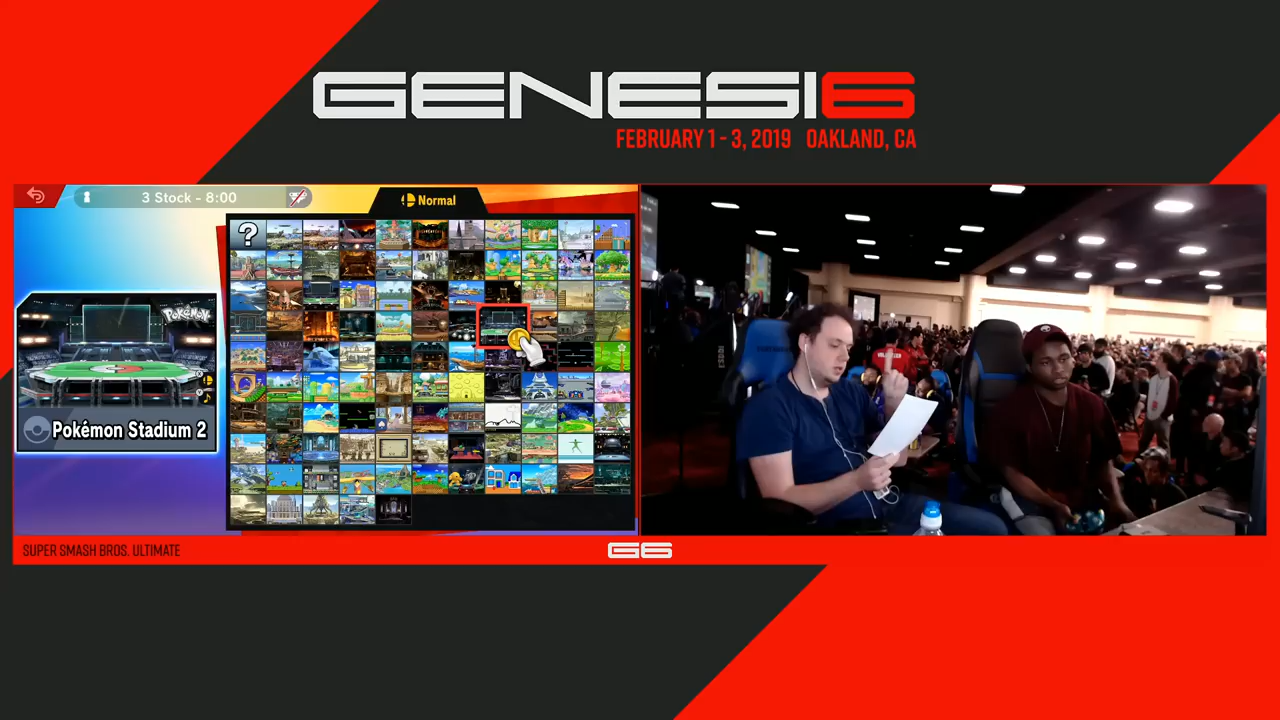 GENESI6
FEBRUARY 1 - 3, 2019 OAKLAND, CA
3 Stock - 8:00
Normal
?
Pokémon
Pokémon Stadium 2
SUPER SMASH BROS. ULTIMATE
G6